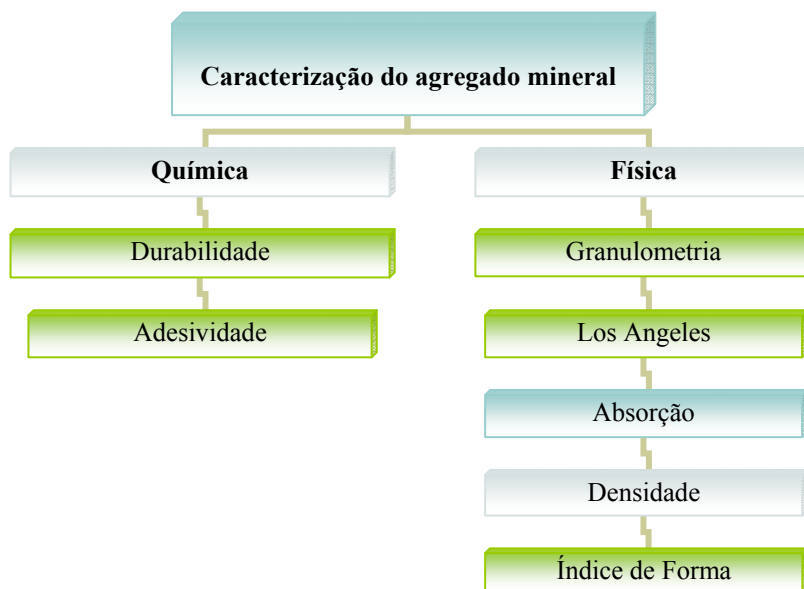 Caracterização do agregado mineral
Química
Física
Durabilidade
Granulometria
Adesividade
Los Angeles
Absorção
Densidade
Índice de Forma